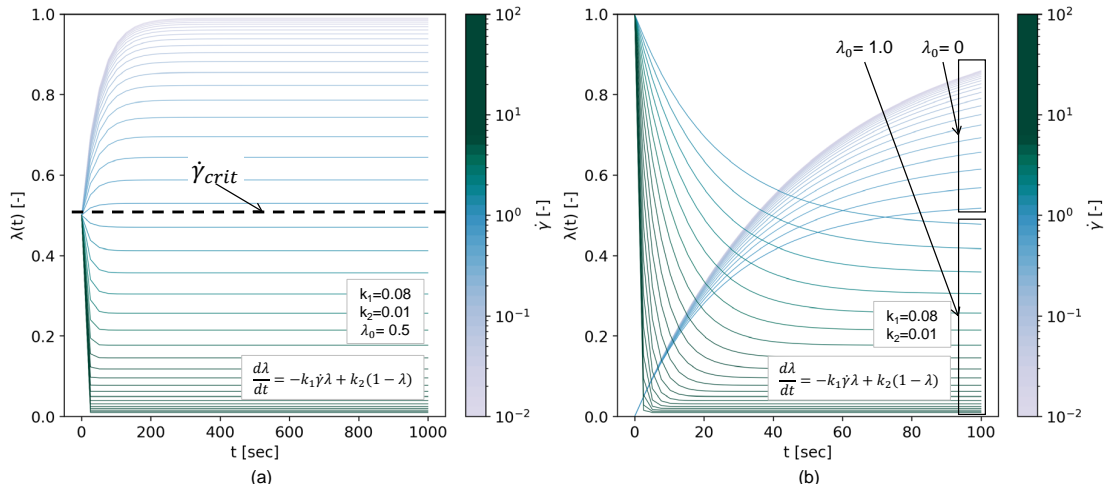 1.0
0.8
0.6
0.4
0.2
0.0
λ(t) [-]
0
200
400
600
800
1000
t [sec]
(a)
γ̇_crit
k₁=0.08
k₂=0.01
λ₀= 0.5
dλ/dt = −k₁γ̇λ + k₂(1 − λ)
10²
10¹
10⁰
10⁻¹
10⁻²
γ̇ [-]
1.0
0.8
0.6
0.4
0.2
0.0
λ(t) [-]
0
20
40
60
80
100
t [sec]
(b)
λ₀= 1.0
λ₀= 0
k₁=0.08
k₂=0.01
dλ/dt = −k₁γ̇λ + k₂(1 − λ)
10²
10¹
10⁰
10⁻¹
10⁻²
γ̇ [-]